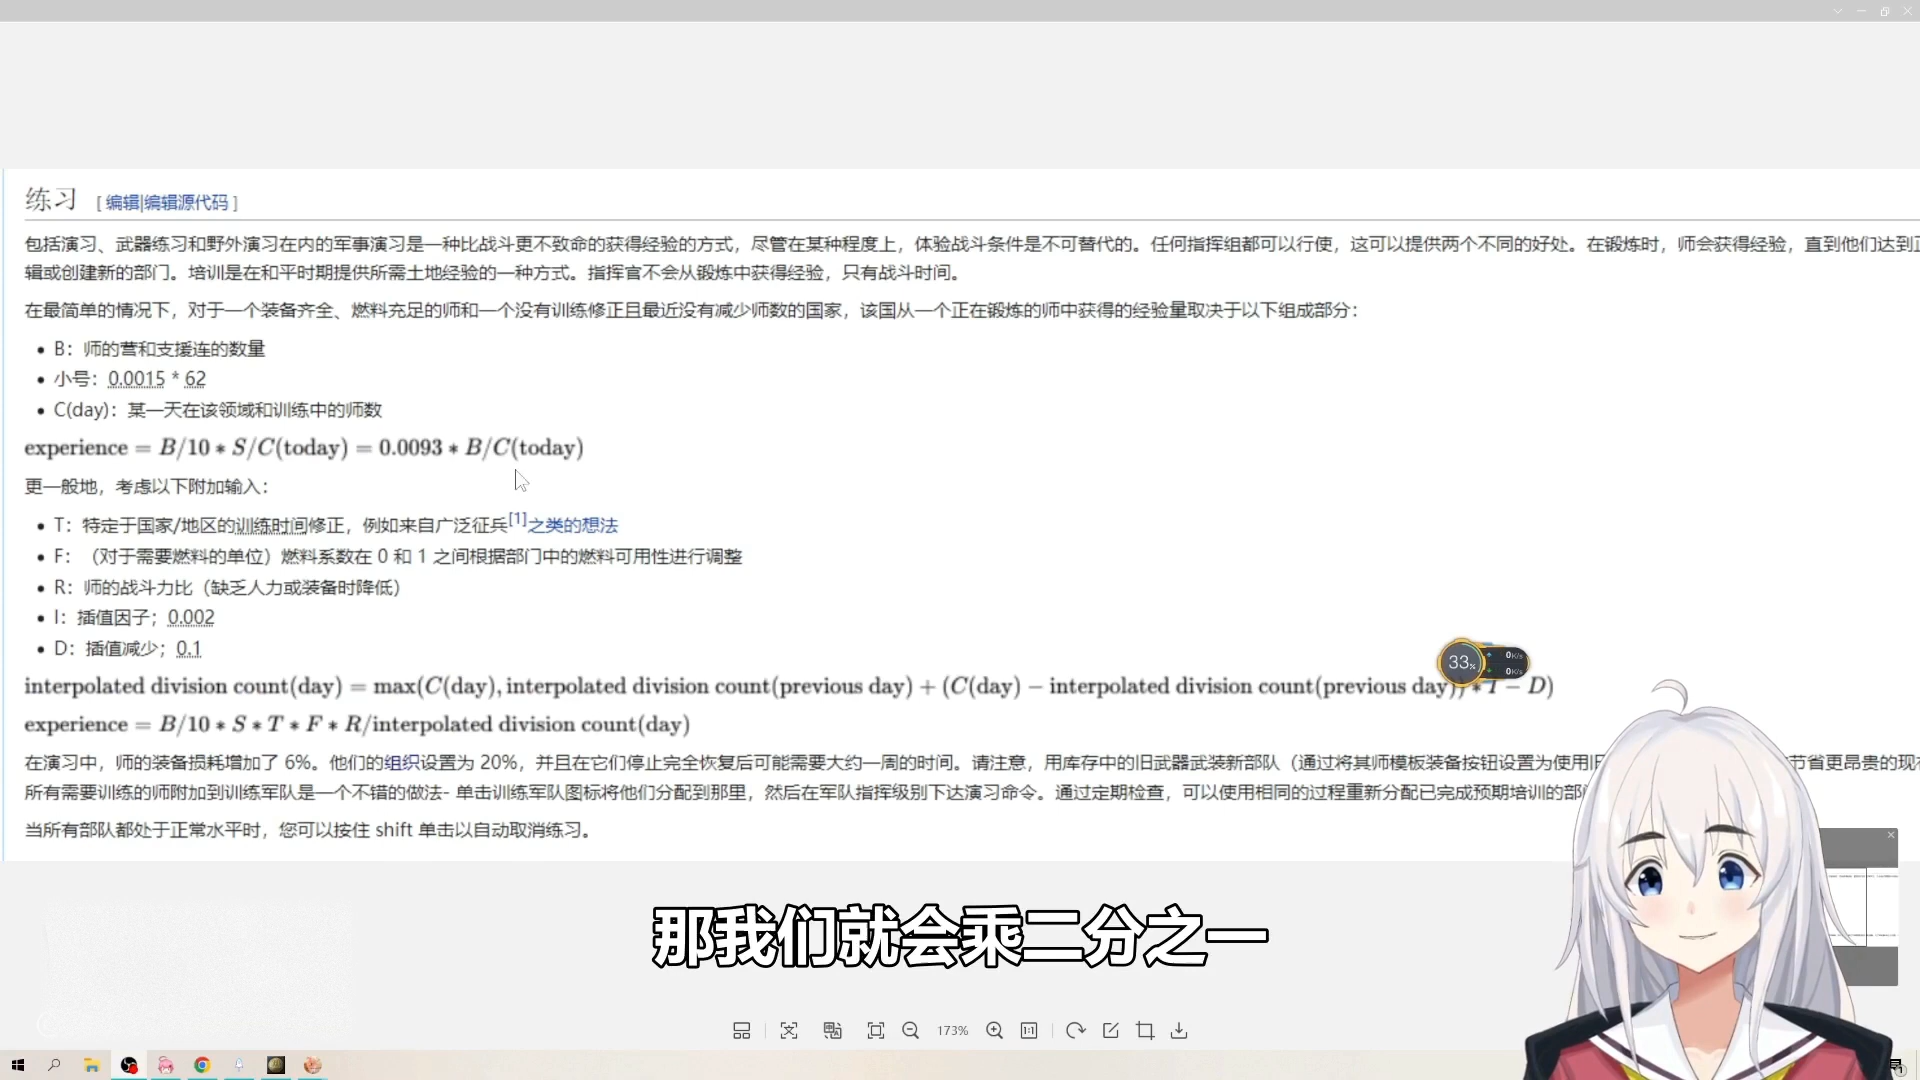 练习 [ 编辑|编辑源代码 ]
包括演习、武器练习和野外演习在内的军事演习是一种比战斗更不致命的获得经验的方式，尽管在某种程度上，体验战斗条件是不可替代的。任何指挥组都可以行使，这可以提供两个不同的好处。在锻炼时，师会获得经验，直到他们达到正
辑或创建新的部门。培训是在和平时期提供所需土地经验的一种方式。指挥官不会从锻炼中获得经验，只有战斗时间。
在最简单的情况下，对于一个装备齐全、燃料充足的师和一个没有训练修正且最近没有减少师数的国家，该国从一个正在锻炼的师中获得的经验量取决于以下组成部分：
• B：师的营和支援连的数量
• 小号：0.0015 * 62
• C(day)：某一天在该领域和训练中的师数
experience = B/10 * S/C(today) = 0.0093 * B/C(today)
更一般地，考虑以下附加输入：
• T：特定于国家/地区的训练时间修正，例如来自广泛征兵[1]之类的想法
• F：（对于需要燃料的单位）燃料系数在 0 和 1 之间根据部门中的燃料可用性进行调整
• R：师的战斗力比（缺乏人力或装备时降低）
• I：插值因子；0.002
• D：插值减少；0.1
33%
0K/s
0K/s
interpolated division count(day) = max(C(day), interpolated division count(previous day) + (C(day) − interpolated division count(previous day)) * I − D)
experience = B/10 * S * T * F * R/interpolated division count(day)
在演习中，师的装备损耗增加了 6%。他们的组织设置为 20%，并且在它们停止完全恢复后可能需要大约一周的时间。请注意，用库存中的旧武器武装新部队（通过将其师模板装备按钮设置为使用旧 节省更昂贵的现
所有需要训练的师附加到训练军队是一个不错的做法- 单击训练军队图标将他们分配到那里，然后在军队指挥级别下达演习命令。通过定期检查，可以使用相同的过程重新分配已完成预期培训的部
当所有部队都处于正常水平时，您可以按住 shift 单击以自动取消练习。
那我们就会乘二分之一
173%
1:1